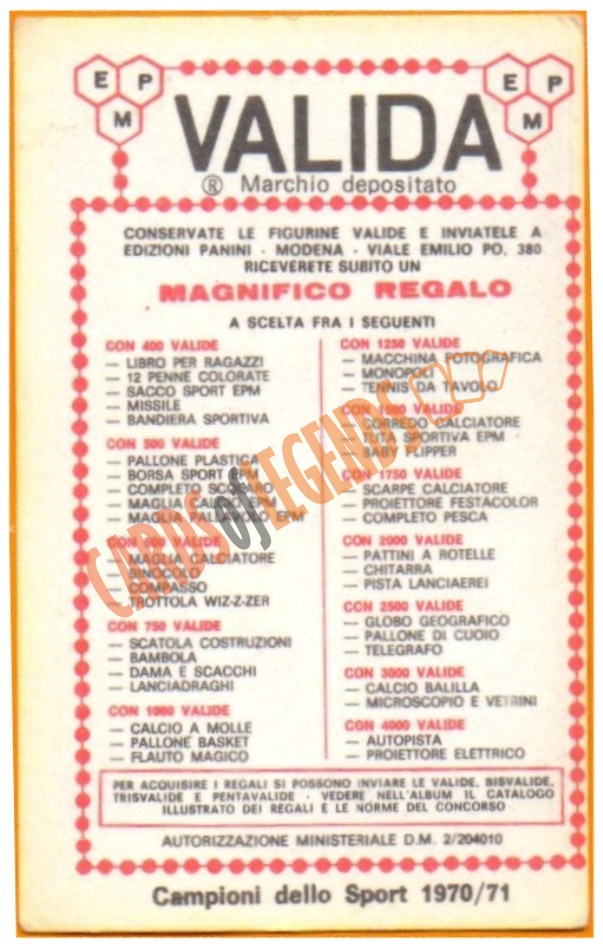 E P M
E P M
VALIDA
® Marchio depositato
CONSERVATE LE FIGURINE VALIDE E INVIATELE A
EDIZIONI PANINI - MODENA - VIALE EMILIO PO, 380
RICEVERETE SUBITO UN
MAGNIFICO REGALO
A SCELTA FRA I SEGUENTI
CON 400 VALIDE
— LIBRO PER RAGAZZI
— 12 PENNE COLORATE
— SACCO SPORT EPM
— MISSILE
— BANDIERA SPORTIVA
CON 500 VALIDE
— PALLONE PLASTICA
— BORSA SPORT EPM
— COMPLETO SCOLARO
— MAGLIA CALCIO EPM
— MAGLIA PALLAVOLO EPM
CON 600 VALIDE
— MAGLIA CALCIATORE
— BINOCOLO
— COMPASSO
— TROTTOLA WIZ-Z-ZER
CON 750 VALIDE
— SCATOLA COSTRUZIONI
— BAMBOLA
— DAMA E SCACCHI
— LANCIADRAGHI
CON 1000 VALIDE
— CALCIO A MOLLE
— PALLONE BASKET
— FLAUTO MAGICO
CON 1250 VALIDE
— MACCHINA FOTOGRAFICA
— MONOPOLI
— TENNIS DA TAVOLO
CON 1500 VALIDE
— CORREDO CALCIATORE
— TUTA SPORTIVA EPM
— BABY FLIPPER
CON 1750 VALIDE
— SCARPE CALCIATORE
— PROIETTORE FESTACOLOR
— COMPLETO PESCA
CON 2000 VALIDE
— PATTINI A ROTELLE
— CHITARRA
— PISTA LANCIAEREI
CON 2500 VALIDE
— GLOBO GEOGRAFICO
— PALLONE DI CUOIO
— TELEGRAFO
CON 3000 VALIDE
— CALCIO BALILLA
— MICROSCOPIO E VETRINI
CON 4000 VALIDE
— AUTOPISTA
— PROIETTORE ELETTRICO
PER ACQUISIRE I REGALI SI POSSONO INVIARE LE VALIDE, BISVALIDE,
TRISVALIDE E PENTAVALIDE - VEDERE NELL'ALBUM IL CATALOGO
ILLUSTRATO DEI REGALI E LE NORME DEL CONCORSO
AUTORIZZAZIONE MINISTERIALE D.M. 2/204010
Campioni dello Sport 1970/71
CARDS of LEGENDS